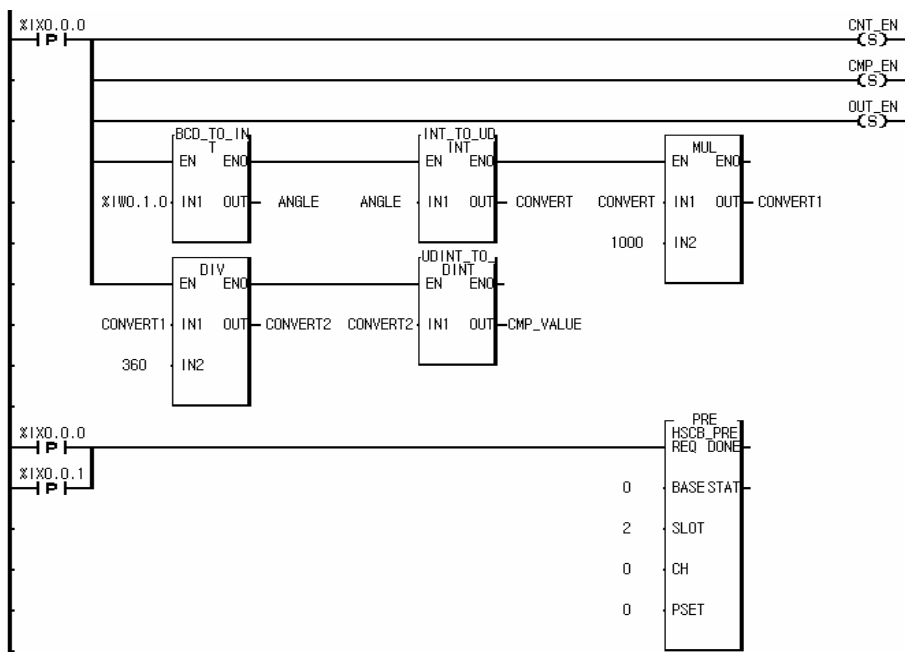 %IX0.0.0 CNT_EN
P (S)
CMP_EN
(S)
OUT_EN
(S)
BCD_TO_IN INT_TO_UD
T INT MUL
EN ENO EN ENO EN ENO
%IW0.1.0 IN1 OUT ANGLE ANGLE IN1 OUT CONVERT CONVERT IN1 OUT CONVERT1
1000 IN2
DIV UDINT_TO_
DINT
EN ENO EN ENO
CONVERT1 IN1 OUT CONVERT2 CONVERT2 IN1 OUT CMP_VALUE
360 IN2
PRE
%IX0.0.0 HSCB_PRE
P REQ DONE
%IX0.0.1
P 0 BASE STAT
2 SLOT
0 CH
0 PSET